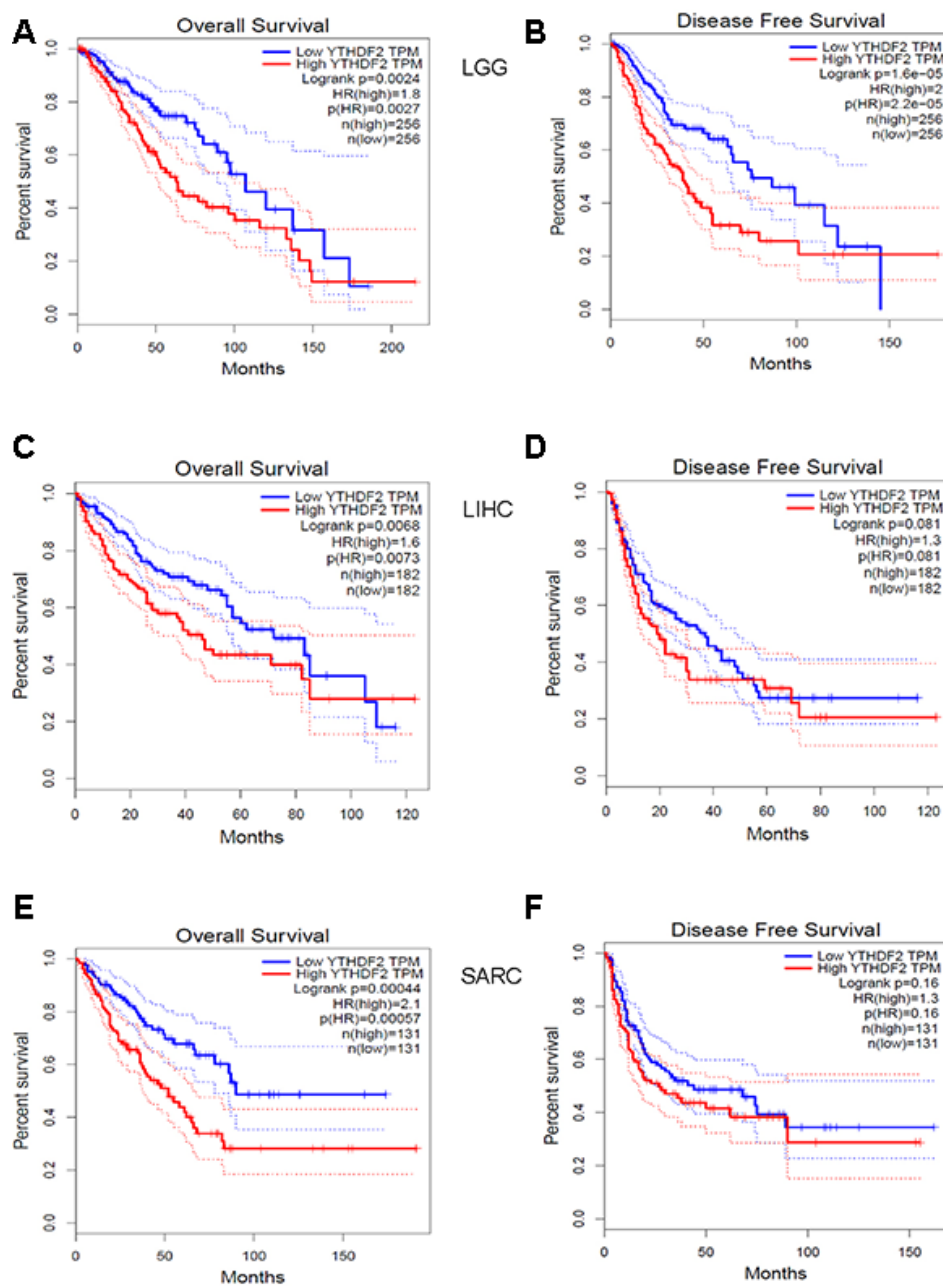 A
Overall Survival
Low YTHDF2 TPM
High YTHDF2 TPM
Logrank p=0.0024
HR(high)=1.8
p(HR)=0.0027
n(high)=256
n(low)=256
Percent survival
0.0 0.2 0.4 0.6 0.8 1.0
0 50 100 150 200
Months
LGG
B
Disease Free Survival
Low YTHDF2 TPM
High YTHDF2 TPM
Logrank p=1.6e−05
HR(high)=2
p(HR)=2.2e−05
n(high)=256
n(low)=256
Percent survival
0.0 0.2 0.4 0.6 0.8 1.0
0 50 100 150
Months
C
Overall Survival
Low YTHDF2 TPM
High YTHDF2 TPM
Logrank p=0.0068
HR(high)=1.6
p(HR)=0.0073
n(high)=182
n(low)=182
Percent survival
0.0 0.2 0.4 0.6 0.8 1.0
0 20 40 60 80 100 120
Months
LIHC
D
Disease Free Survival
Low YTHDF2 TPM
High YTHDF2 TPM
Logrank p=0.081
HR(high)=1.3
p(HR)=0.081
n(high)=182
n(low)=182
Percent survival
0.0 0.2 0.4 0.6 0.8 1.0
0 20 40 60 80 100 120
Months
E
Overall Survival
Low YTHDF2 TPM
High YTHDF2 TPM
Logrank p=0.00044
HR(high)=2.1
p(HR)=0.00057
n(high)=131
n(low)=131
Percent survival
0.0 0.2 0.4 0.6 0.8 1.0
0 50 100 150
Months
SARC
F
Disease Free Survival
Low YTHDF2 TPM
High YTHDF2 TPM
Logrank p=0.16
HR(high)=1.3
p(HR)=0.16
n(high)=131
n(low)=131
Percent survival
0.0 0.2 0.4 0.6 0.8 1.0
0 50 100 150
Months